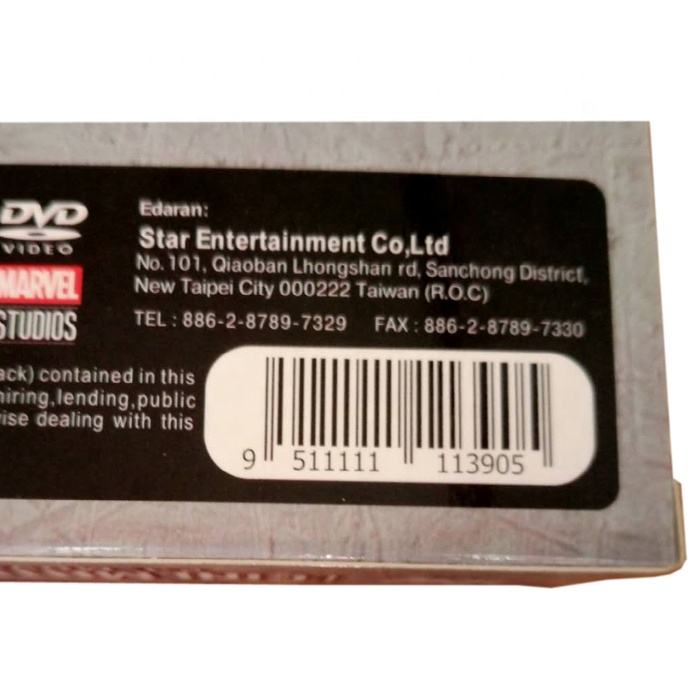 DVD
VIDEO
MARVEL
STUDIOS
Edaran:
Star Entertainment Co,Ltd
No.101, Qiaoban Lhongshan rd, Sanchong District,
New Taipei City 000222 Taiwan (R.O.C)
TEL : 886-2-8789-7329 FAX : 886-2-8789-7330
contained in this
hiring,lending,public
dealing with this
9 511111 113905